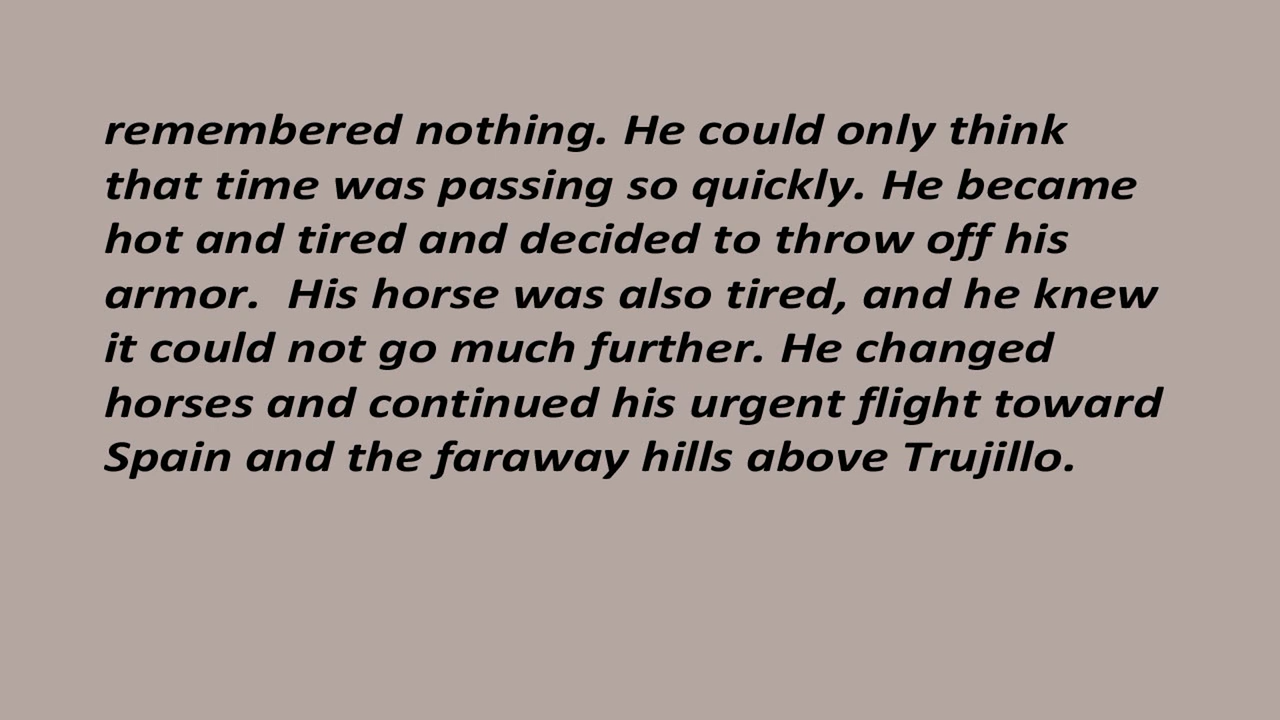 remembered nothing. He could only think
that time was passing so quickly. He became
hot and tired and decided to throw off his
armor.  His horse was also tired, and he knew
it could not go much further. He changed
horses and continued his urgent flight toward
Spain and the faraway hills above Trujillo.